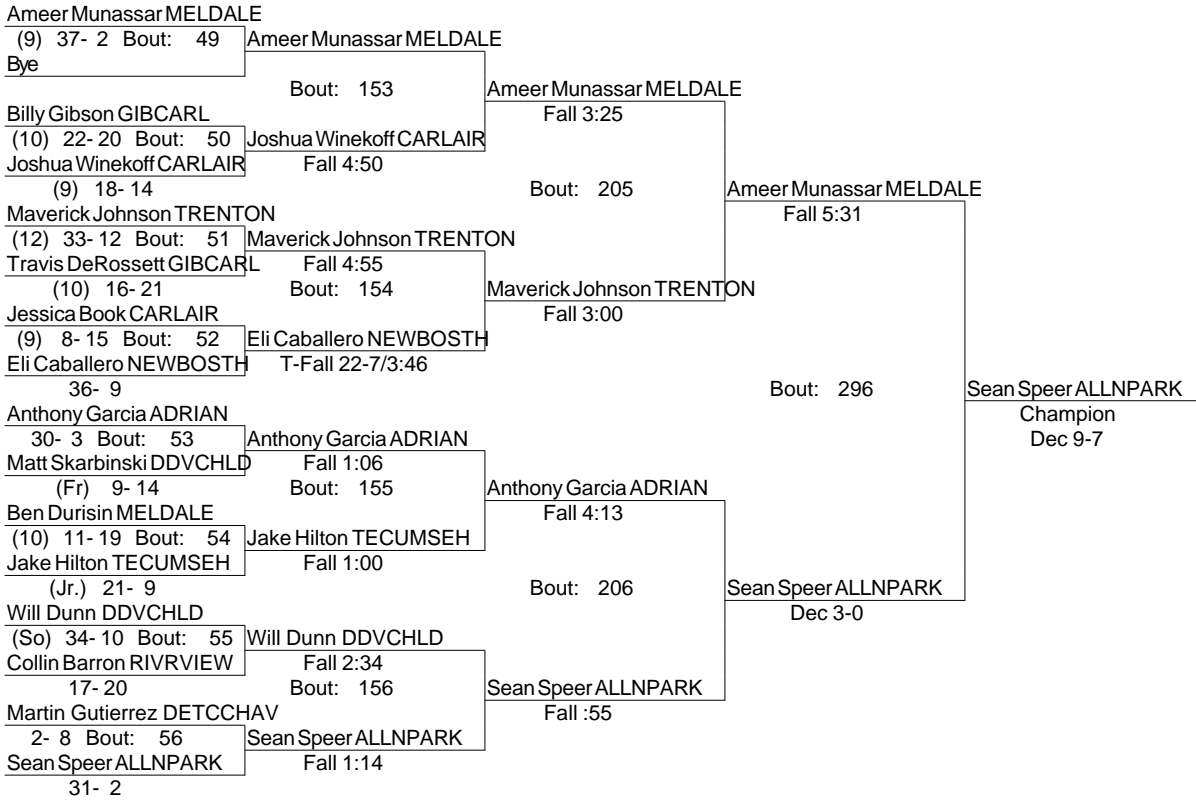 Ameer Munassar MELDALE
(9) 37- 2 Bout: 49 Ameer Munassar MELDALE
Bye
Bout: 153 Ameer Munassar MELDALE
Billy Gibson GIBCARL Fall 3:25
(10) 22- 20 Bout: 50 Joshua Winekoff CARLAIR
Joshua Winekoff CARLAIR Fall 4:50
(9) 18- 14 Bout: 205 Ameer Munassar MELDALE
Maverick Johnson TRENTON Fall 5:31
(12) 33- 12 Bout: 51 Maverick Johnson TRENTON
Travis DeRossett GIBCARL Fall 4:55
(10) 16- 21 Bout: 154 Maverick Johnson TRENTON
Jessica Book CARLAIR Fall 3:00
(9) 8- 15 Bout: 52 Eli Caballero NEWBOSTH
Eli Caballero NEWBOSTH T-Fall 22-7/3:46
36- 9 Bout: 296 Sean Speer ALLNPARK
Anthony Garcia ADRIAN Champion
30- 3 Bout: 53 Anthony Garcia ADRIAN Dec 9-7
Matt Skarbinski DDVCHLD Fall 1:06
(Fr) 9- 14 Bout: 155 Anthony Garcia ADRIAN
Ben Durisin MELDALE Fall 4:13
(10) 11- 19 Bout: 54 Jake Hilton TECUMSEH
Jake Hilton TECUMSEH Fall 1:00
(Jr.) 21- 9 Bout: 206 Sean Speer ALLNPARK
Will Dunn DDVCHLD Dec 3-0
(So) 34- 10 Bout: 55 Will Dunn DDVCHLD
Collin Barron RIVRVIEW Fall 2:34
17- 20 Bout: 156 Sean Speer ALLNPARK
Martin Gutierrez DETCCHAV Fall :55
2- 8 Bout: 56 Sean Speer ALLNPARK
Sean Speer ALLNPARK Fall 1:14
31- 2